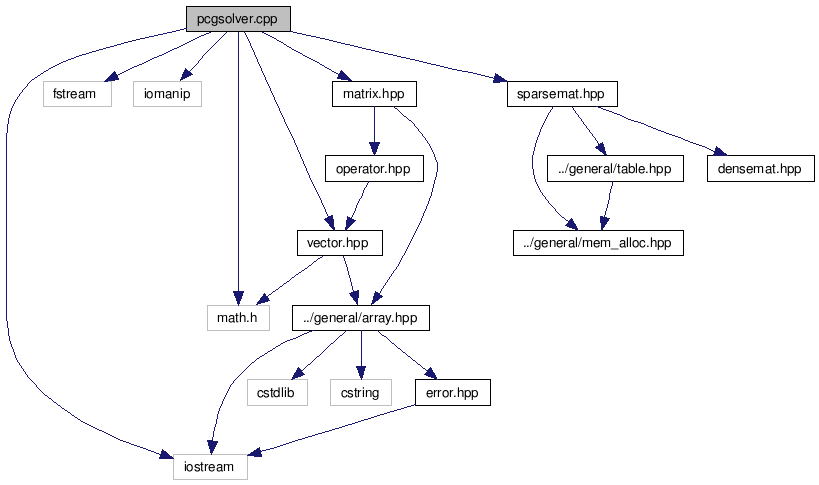 pcgsolver.cpp
fstream
iomanip
matrix.hpp
sparsemat.hpp
operator.hpp
../general/table.hpp
densemat.hpp
vector.hpp
../general/mem_alloc.hpp
math.h
../general/array.hpp
cstdlib
cstring
error.hpp
iostream